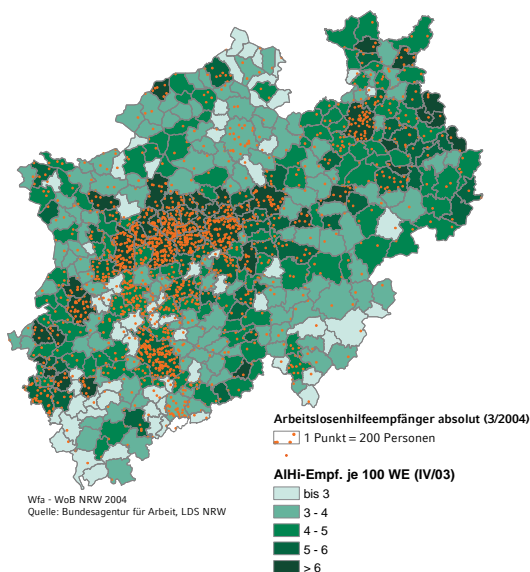 Arbeitslosenhilfeempfänger absolut (3/2004)
1 Punkt = 200 Personen
AlHi-Empf. je 100 WE (IV/03)
bis 3
3 - 4
4 - 5
5 - 6
> 6
Wfa - WoB NRW 2004
Quelle: Bundesagentur für Arbeit, LDS NRW